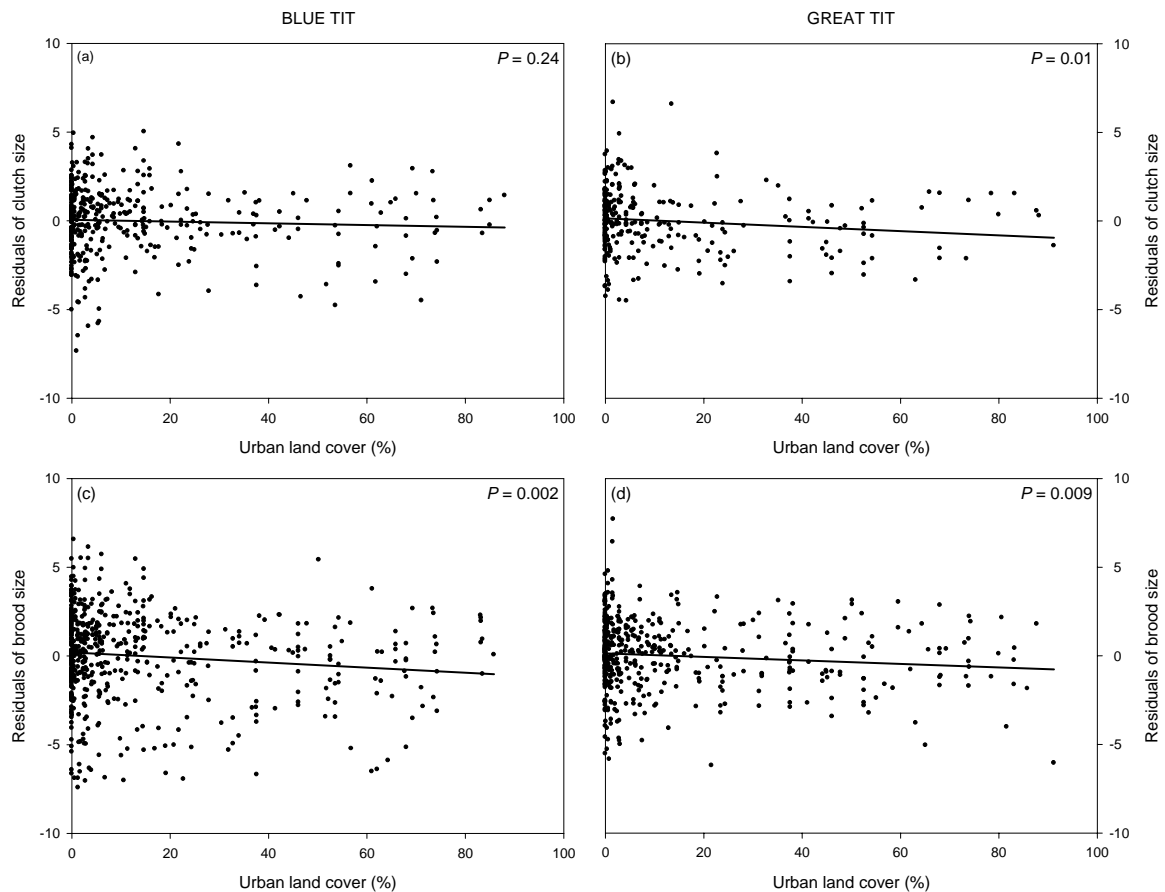 BLUE TIT
GREAT TIT
(a)
P = 0.24
Residuals of clutch size
10
5
0
-5
-10
0 20 40 60 80 100
Urban land cover (%)
(b)
P = 0.01
10
5
0
-5
-10
Residuals of clutch size
0 20 40 60 80 100
Urban land cover (%)
(c)
P = 0.002
Residuals of brood size
10
5
0
-5
-10
0 20 40 60 80 100
Urban land cover (%)
(d)
P = 0.009
10
5
0
-5
-10
Residuals of brood size
0 20 40 60 80 100
Urban land cover (%)